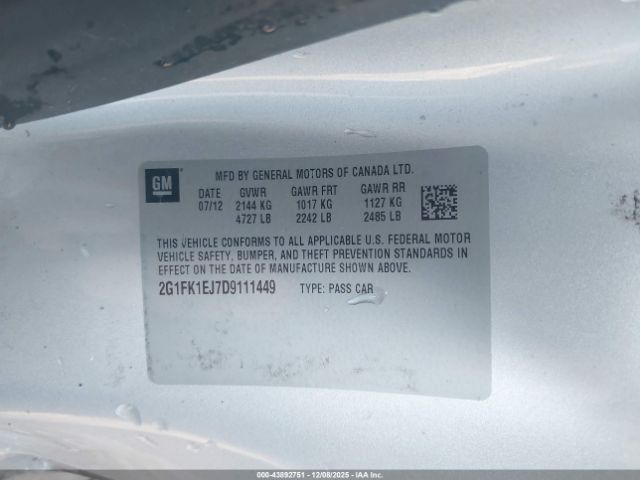 GM
MFD BY GENERAL MOTORS OF CANADA LTD.
DATE GVWR GAWR FRT GAWR RR
07/12 2144 KG 1017 KG 1127 KG
4727 LB 2242 LB 2485 LB
THIS VEHICLE CONFORMS TO ALL APPLICABLE U.S. FEDERAL MOTOR
VEHICLE SAFETY, BUMPER, AND THEFT PREVENTION STANDARDS IN
EFFECT ON THE DATE OF MANUFACTURE SHOWN ABOVE.
2G1FK1EJ7D9111449 TYPE: PASS CAR
000-43892751 - 12/08/2025 - IAAI.COM